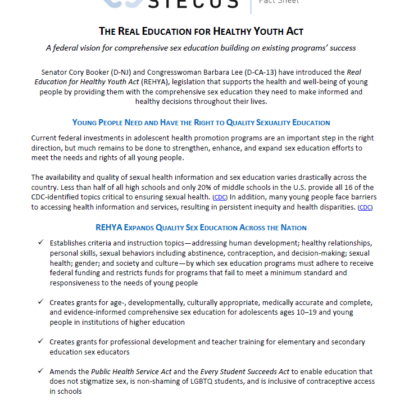 SIECUS
Fact Sheet
THE REAL EDUCATION FOR HEALTHY YOUTH ACT
A federal vision for comprehensive sex education building on existing programs' success
Senator Cory Booker (D-NJ) and Congresswoman Barbara Lee (D-CA-13) have introduced the Real
Education for Healthy Youth Act (REHYA), legislation that supports the health and well-being of young
people by providing them with the comprehensive sex education they need to make informed and
healthy decisions throughout their lives.
YOUNG PEOPLE NEED AND HAVE THE RIGHT TO QUALITY SEXUALITY EDUCATION
Current federal investments in adolescent health promotion programs are an important step in the right
direction, but much remains to be done to strengthen, enhance, and expand sex education efforts to
meet the needs and rights of all young people.
The availability and quality of sexual health information and sex education varies drastically across the
country. Less than half of all high schools and only 20% of middle schools in the U.S. provide all 16 of the
CDC-identified topics critical to ensuring sexual health. (CDC) In addition, many young people face barriers
to accessing health information and services, resulting in persistent inequity and health disparities. (CDC)
REHYA EXPANDS QUALITY SEX EDUCATION ACROSS THE NATION
✓ Establishes criteria and instruction topics—addressing human development; healthy relationships,
personal skills, sexual behaviors including abstinence, contraception, and decision-making; sexual
health; gender; and society and culture—by which sex education programs must adhere to receive
federal funding and restricts funds for programs that fail to meet a minimum standard and
responsiveness to the needs of young people
✓ Creates grants for age-, developmentally, culturally appropriate, medically accurate and complete,
and evidence-informed comprehensive sex education for adolescents ages 10–19 and young
people in institutions of higher education
✓ Creates grants for professional development and teacher training for elementary and secondary
education sex educators
✓ Amends the Public Health Service Act and the Every Student Succeeds Act to enable education that
does not stigmatize sex, is non-shaming of LGBTQ students, and is inclusive of contraceptive access
in schools